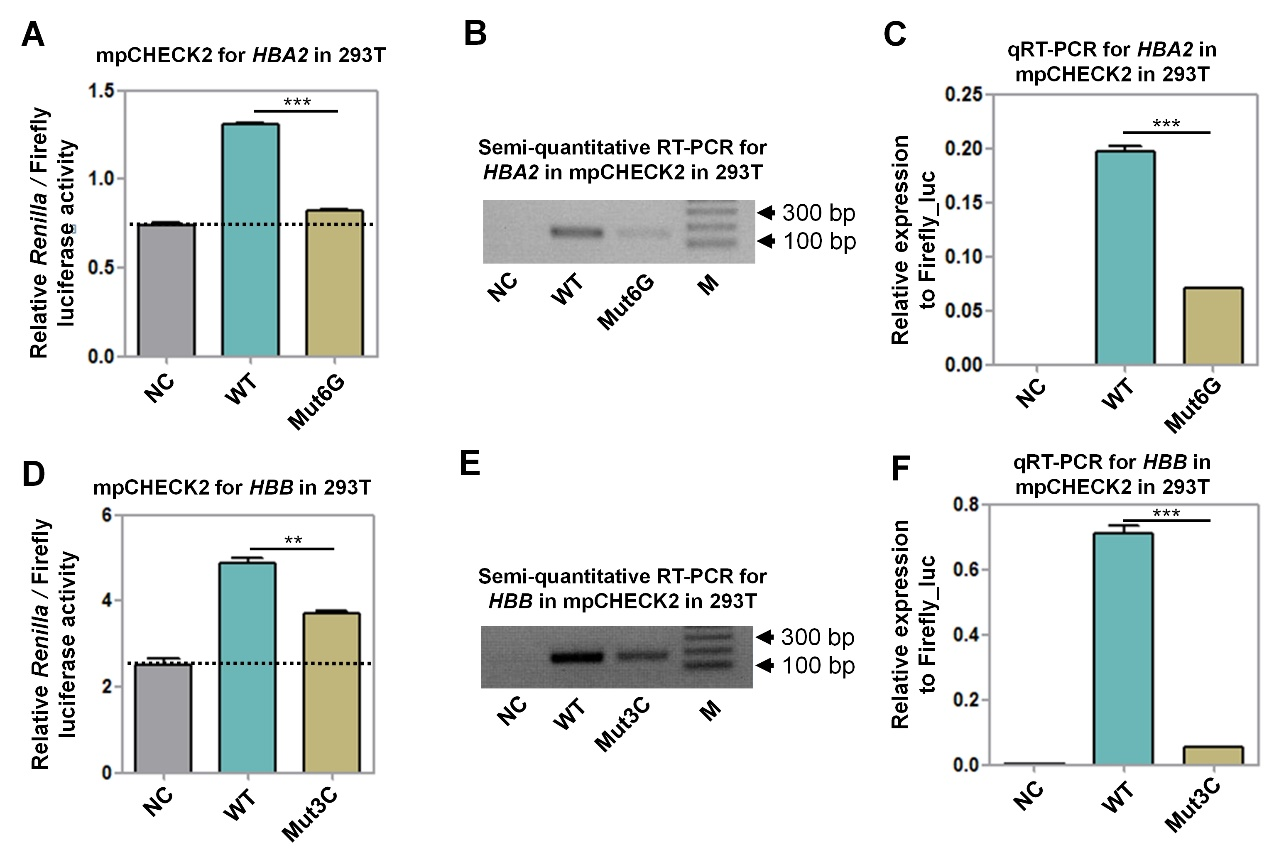 A
mpCHECK2 for HBA2 in 293T
Relative Renilla / Firefly
luciferase activity
1.5
1.0
0.5
0.0
***
NC
WT
Mut6G
B
Semi-quantitative RT-PCR for
HBA2 in mpCHECK2 in 293T
300 bp
100 bp
NC
WT
Mut6G
M
C
qRT-PCR for HBA2 in
mpCHECK2 in 293T
Relative expression
to Firefly_luc
0.25
0.20
0.15
0.10
0.05
0.00
***
NC
WT
Mut6G
D
mpCHECK2 for HBB in 293T
Relative Renilla / Firefly
luciferase activity
6
4
2
0
**
NC
WT
Mut3C
E
Semi-quantitative RT-PCR for
HBB in mpCHECK2 in 293T
300 bp
100 bp
NC
WT
Mut3C
M
F
qRT-PCR for HBB in
mpCHECK2 in 293T
Relative expression
to Firefly_luc
0.8
0.6
0.4
0.2
0.0
***
NC
WT
Mut3C